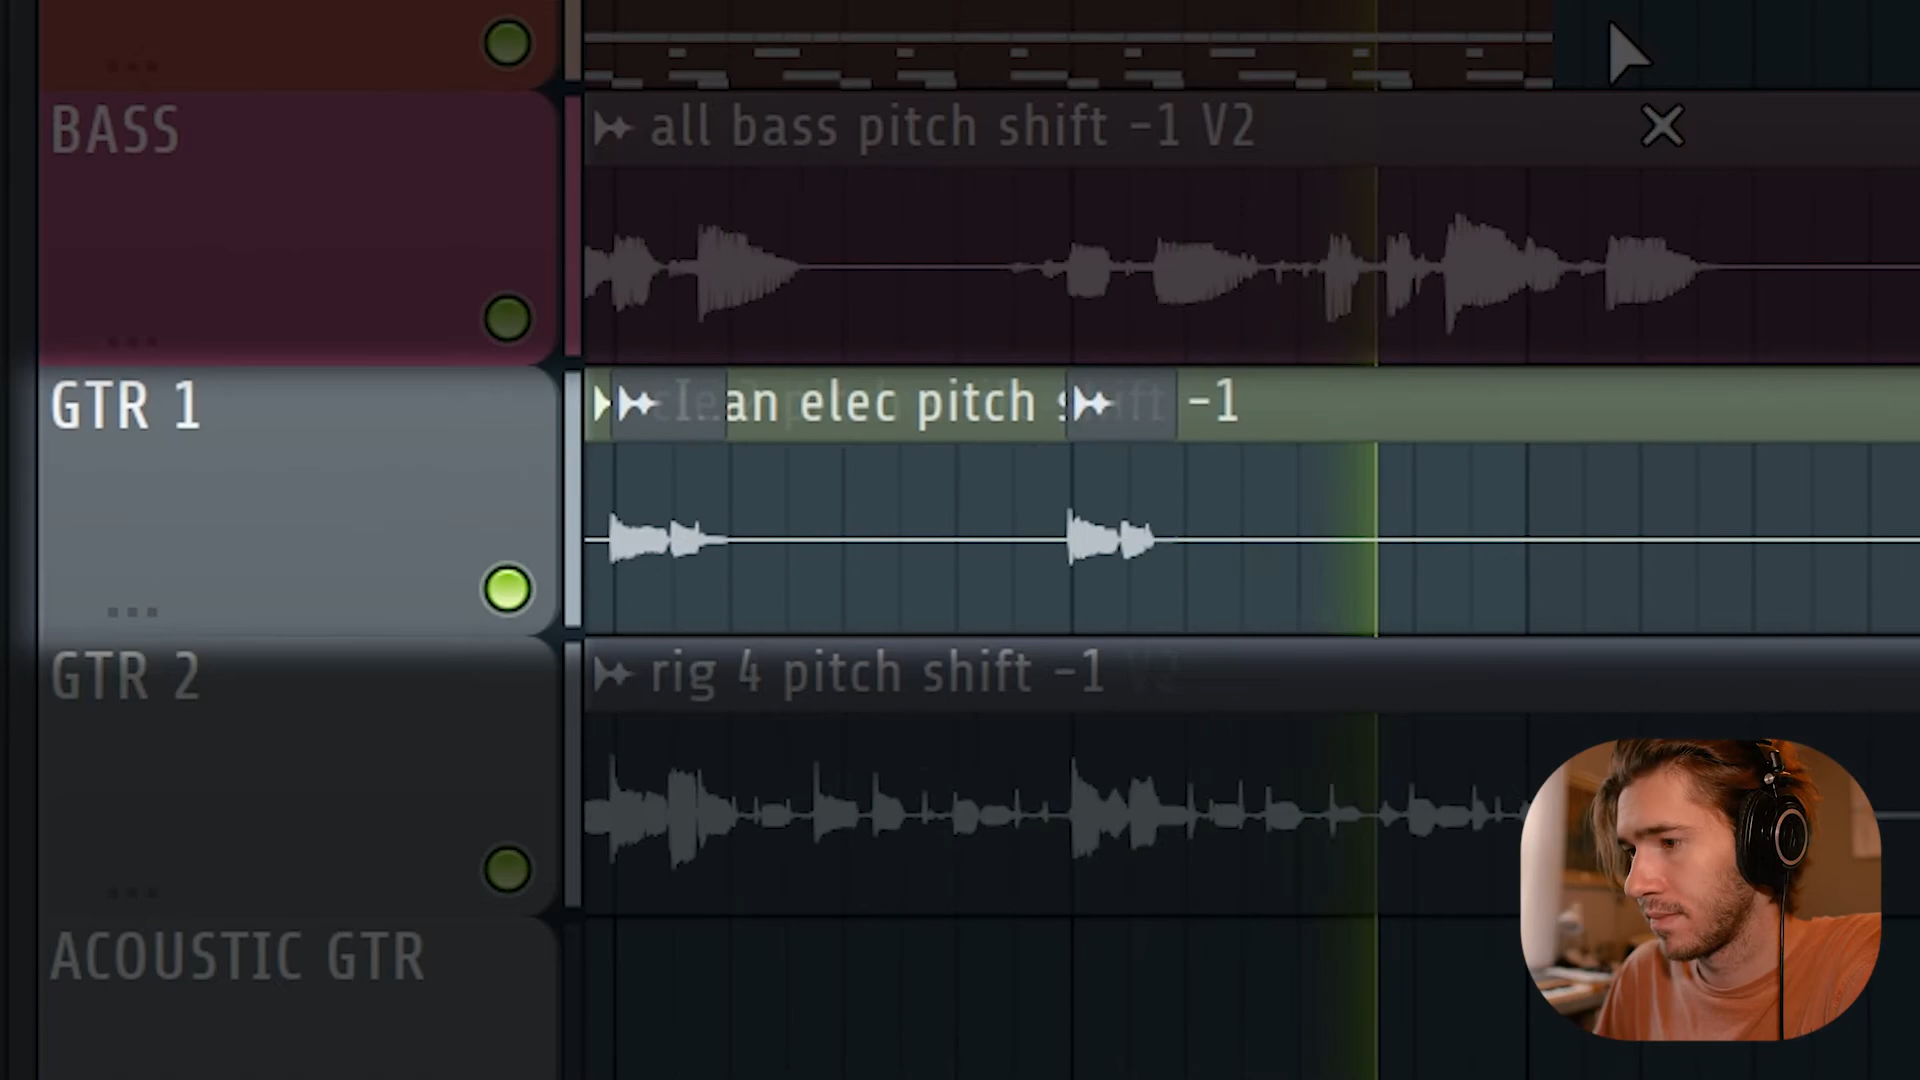 BASS
all bass pitch shift -1 V2
GTR 1
an elec pitch -1
GTR 2
rig 4 pitch shift -1 V2
ACOUSTIC GTR